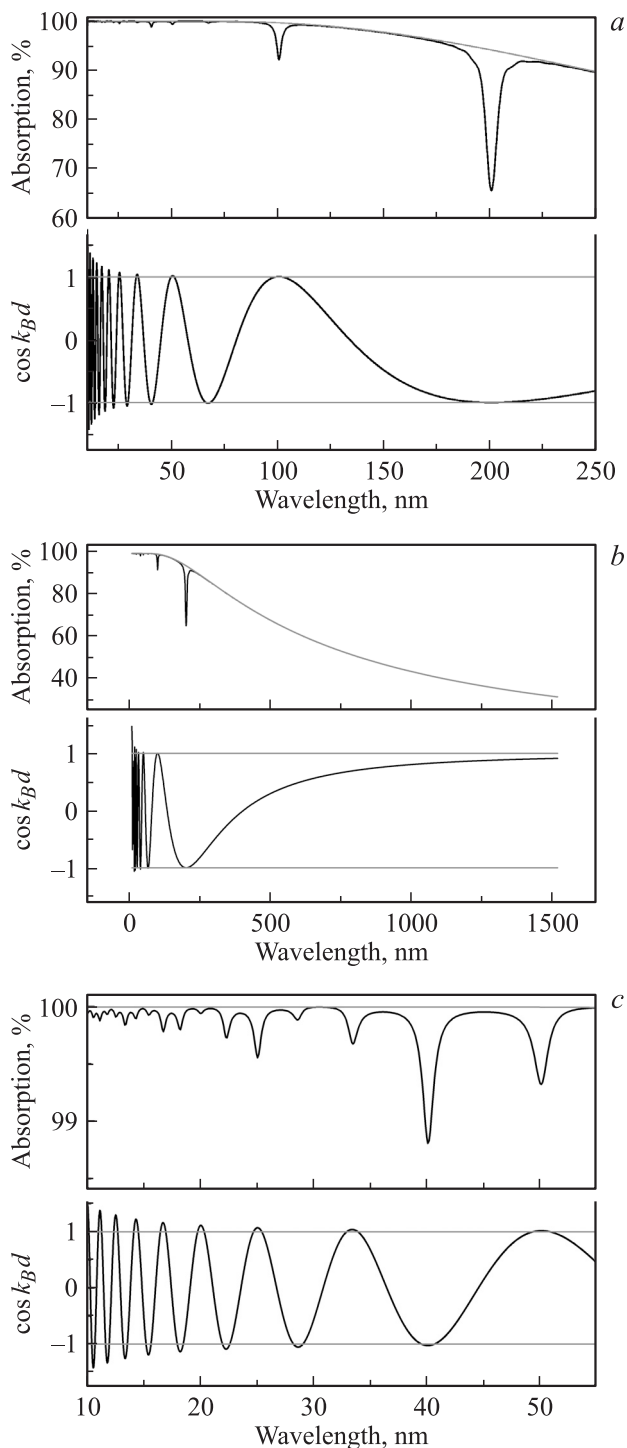 a
Absorption, %
100
90
80
70
60
cos k_B d
1
0
–1
50 100 150 200 250
Wavelength, nm
b
Absorption, %
100
80
60
40
cos k_B d
1
0
–1
0 500 1000 1500
Wavelength, nm
c
Absorption, %
100
99
cos k_B d
1
0
–1
10 20 30 40 50
Wavelength, nm